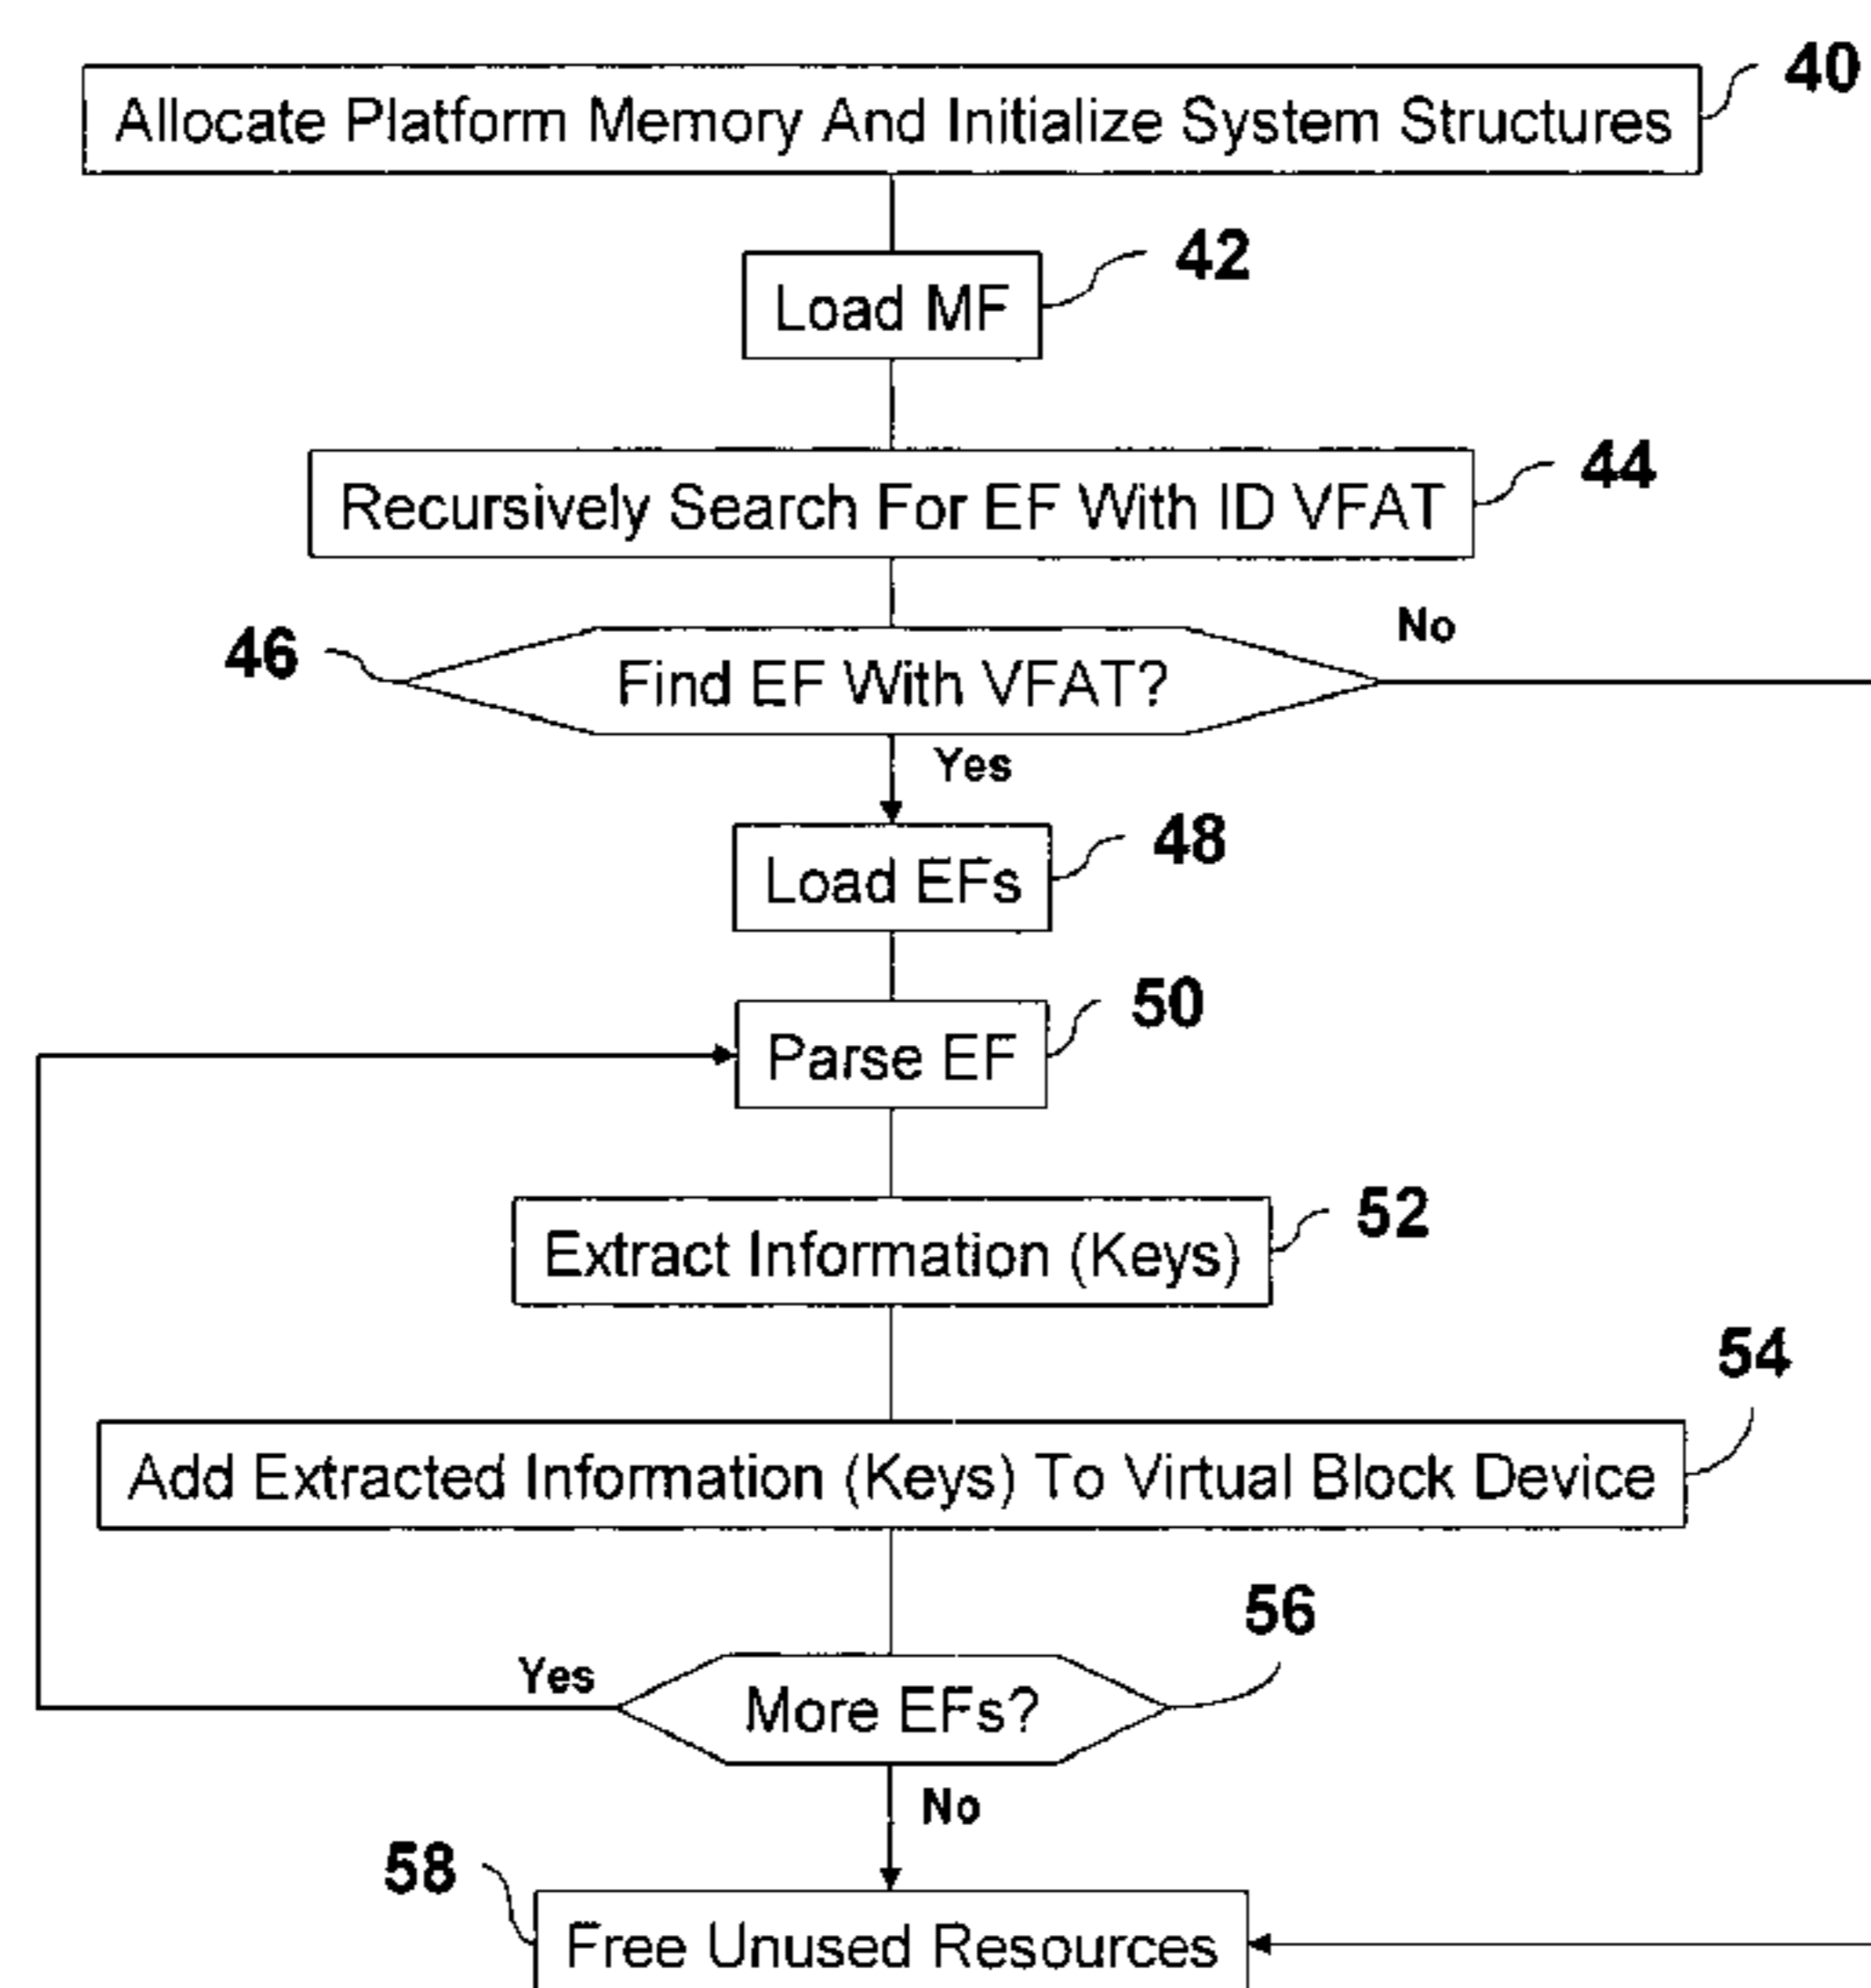 40
Allocate Platform Memory And Initialize System Structures
42
Load MF
44
Recursively Search For EF With ID VFAT
46
Find EF With VFAT?
No
Yes
48
Load EFs
50
Parse EF
52
Extract Information (Keys)
54
Add Extracted Information (Keys) To Virtual Block Device
56
Yes
More EFs?
No
58
Free Unused Resources